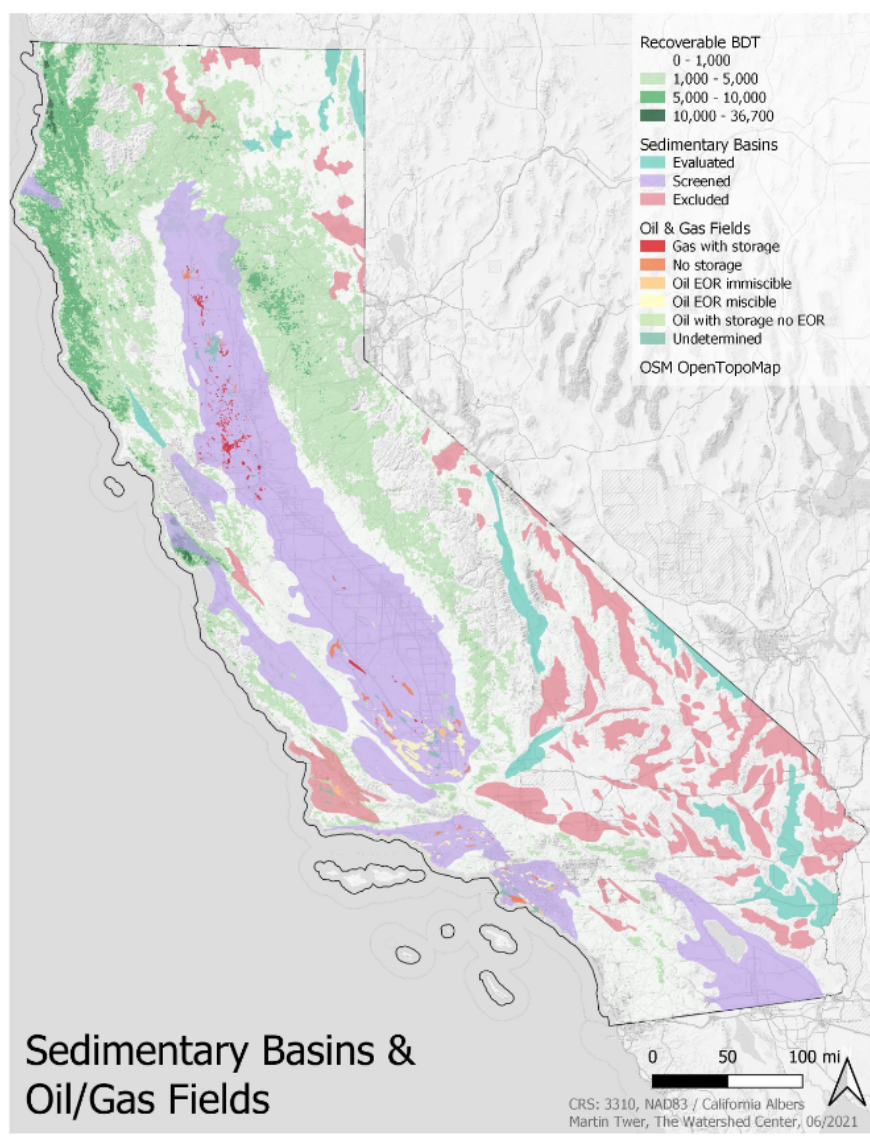 Recoverable BDT
0 - 1,000
1,000 - 5,000
5,000 - 10,000
10,000 - 36,700
Sedimentary Basins
Evaluated
Screened
Excluded
Oil & Gas Fields
Gas with storage
No storage
Oil EOR immiscible
Oil EOR miscible
Oil with storage no EOR
Undetermined
OSM OpenTopoMap
Sedimentary Basins &
Oil/Gas Fields
0 50 100 mi
CRS: 3310, NAD83 / California Albers
Martin Twer, The Watershed Center, 06/2021